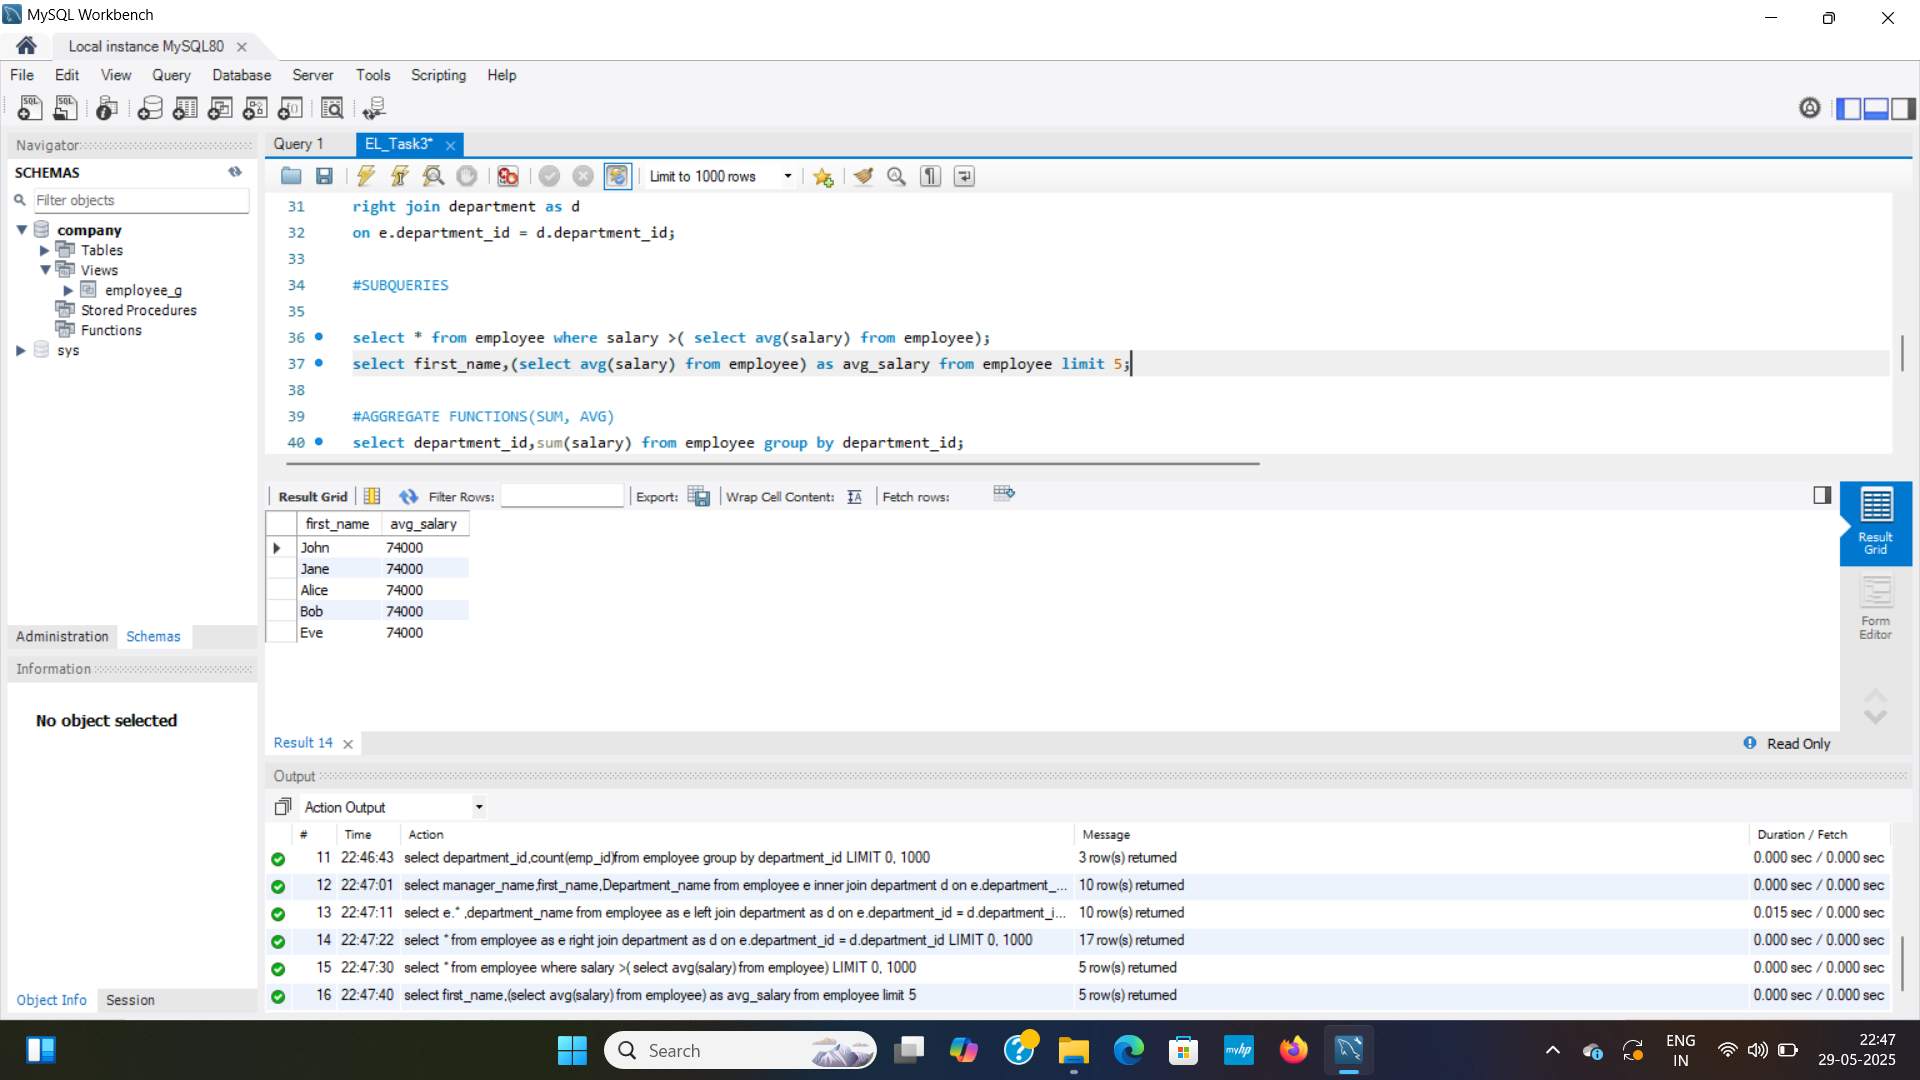 MySQL Workbench
Local instance MySQL80
File Edit View Query Database Server Tools Scripting Help
Navigator
SCHEMAS
Filter objects
company
Tables
Views
employee_g
Stored Procedures
Functions
sys
Administration Schemas
Information
No object selected
Object Info Session
Query 1 EL_Task3*
Limit to 1000 rows
31 right join department as d
32 on e.department_id = d.department_id;
33
34 #SUBQUERIES
35
36 select * from employee where salary >( select avg(salary) from employee);
37 select first_name,(select avg(salary) from employee) as avg_salary from employee limit 5;
38
39 #AGGREGATE FUNCTIONS(SUM, AVG)
40 select department_id,sum(salary) from employee group by department_id;
Result Grid Filter Rows: Export: Wrap Cell Content: Fetch rows:
first_name avg_salary
John 74000
Jane 74000
Alice 74000
Bob 74000
Eve 74000
Result Grid
Form Editor
Result 14
Read Only
Output
Action Output
# Time Action Message Duration / Fetch
11 22:46:43 select department_id,count(emp_id)from employee group by department_id LIMIT 0, 1000 3 row(s) returned 0.000 sec / 0.000 sec
12 22:47:01 select manager_name,first_name,Department_name from employee e inner join department d on e.department_... 10 row(s) returned 0.000 sec / 0.000 sec
13 22:47:11 select e.* ,department_name from employee as e left join department as d on e.department_id = d.department_i... 10 row(s) returned 0.015 sec / 0.000 sec
14 22:47:22 select * from employee as e right join department as d on e.department_id = d.department_id LIMIT 0, 1000 17 row(s) returned 0.000 sec / 0.000 sec
15 22:47:30 select * from employee where salary >( select avg(salary) from employee) LIMIT 0, 1000 5 row(s) returned 0.000 sec / 0.000 sec
16 22:47:40 select first_name,(select avg(salary) from employee) as avg_salary from employee limit 5 5 row(s) returned 0.000 sec / 0.000 sec
Search
myhp
ENG
IN
22:47
29-05-2025